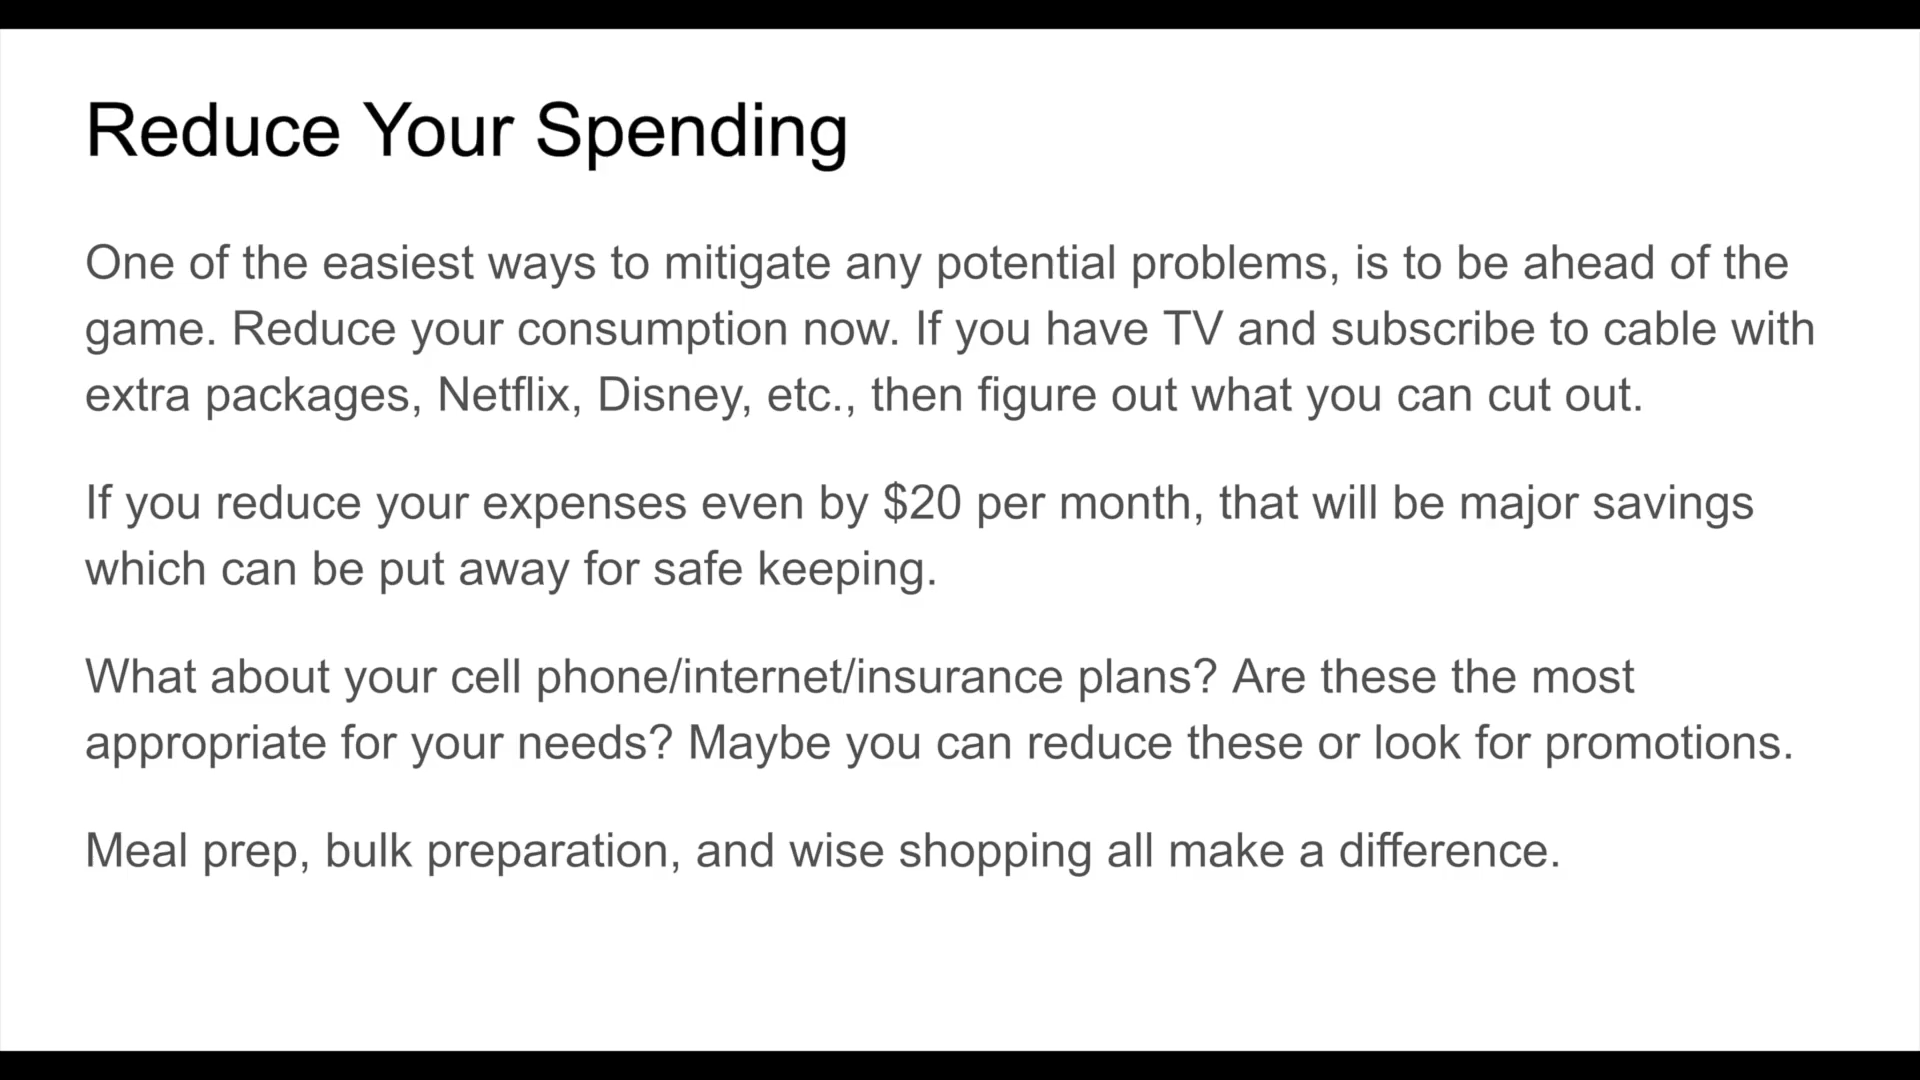 Reduce Your Spending
One of the easiest ways to mitigate any potential problems, is to be ahead of the
game. Reduce your consumption now. If you have TV and subscribe to cable with
extra packages, Netflix, Disney, etc., then figure out what you can cut out.
If you reduce your expenses even by $20 per month, that will be major savings
which can be put away for safe keeping.
What about your cell phone/internet/insurance plans? Are these the most
appropriate for your needs? Maybe you can reduce these or look for promotions.
Meal prep, bulk preparation, and wise shopping all make a difference.